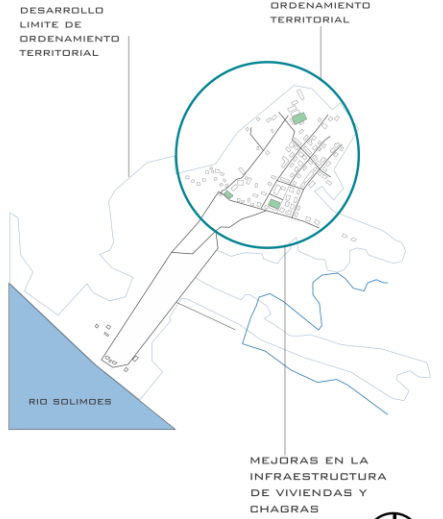 DESARROLLO
LIMITE DE
ORDENAMIENTO
TERRITORIAL
ORDENAMIENTO
TERRITORIAL
RIO SOLIMOES
MEJORAS EN LA
INFRAESTRUCTURA
DE VIVIENDAS Y
CHAGRAS